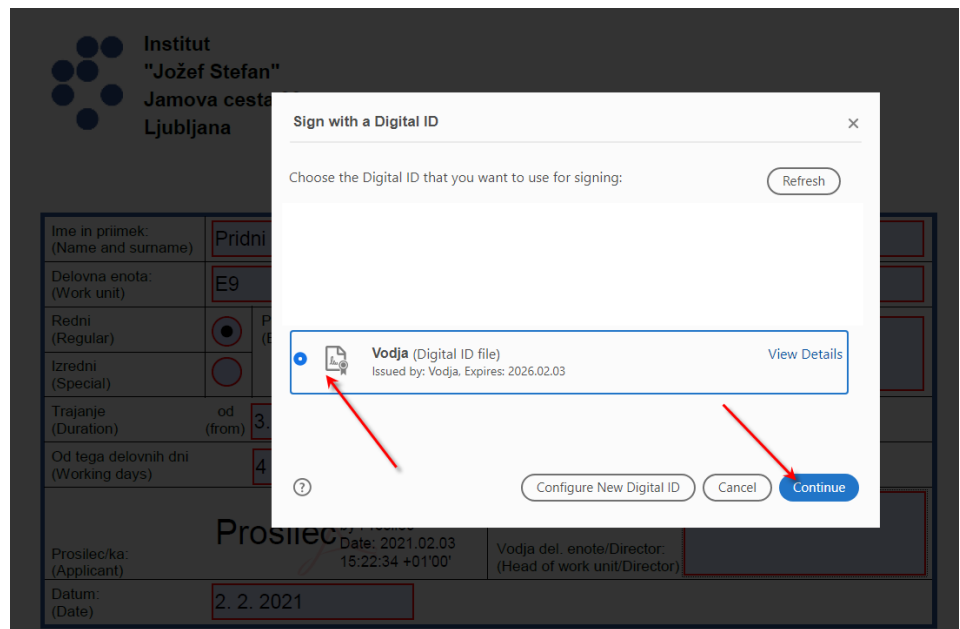 Institut
"Jožef Stefan"
Jamova cesta
Ljubljana
Sign with a Digital ID
Choose the Digital ID that you want to use for signing:
Refresh
Vodja (Digital ID file)
Issued by: Vodja, Expires: 2026.02.03
View Details
Configure New Digital ID
Cancel
Continue
Ime in priimek:
(Name and surname)
Pridni
Delovna enota:
(Work unit)
E9
Redni
(Regular)
Izredni
(Special)
Trajanje
(Duration)
od
(from)
3.
Od tega delovnih dni
(Working days)
4
Prosilec/ka:
(Applicant)
Prosilec
Date: 2021.02.03
15:22:34 +01'00'
Vodja del. enote/Director:
(Head of work unit/Director)
Datum:
(Date)
2. 2. 2021